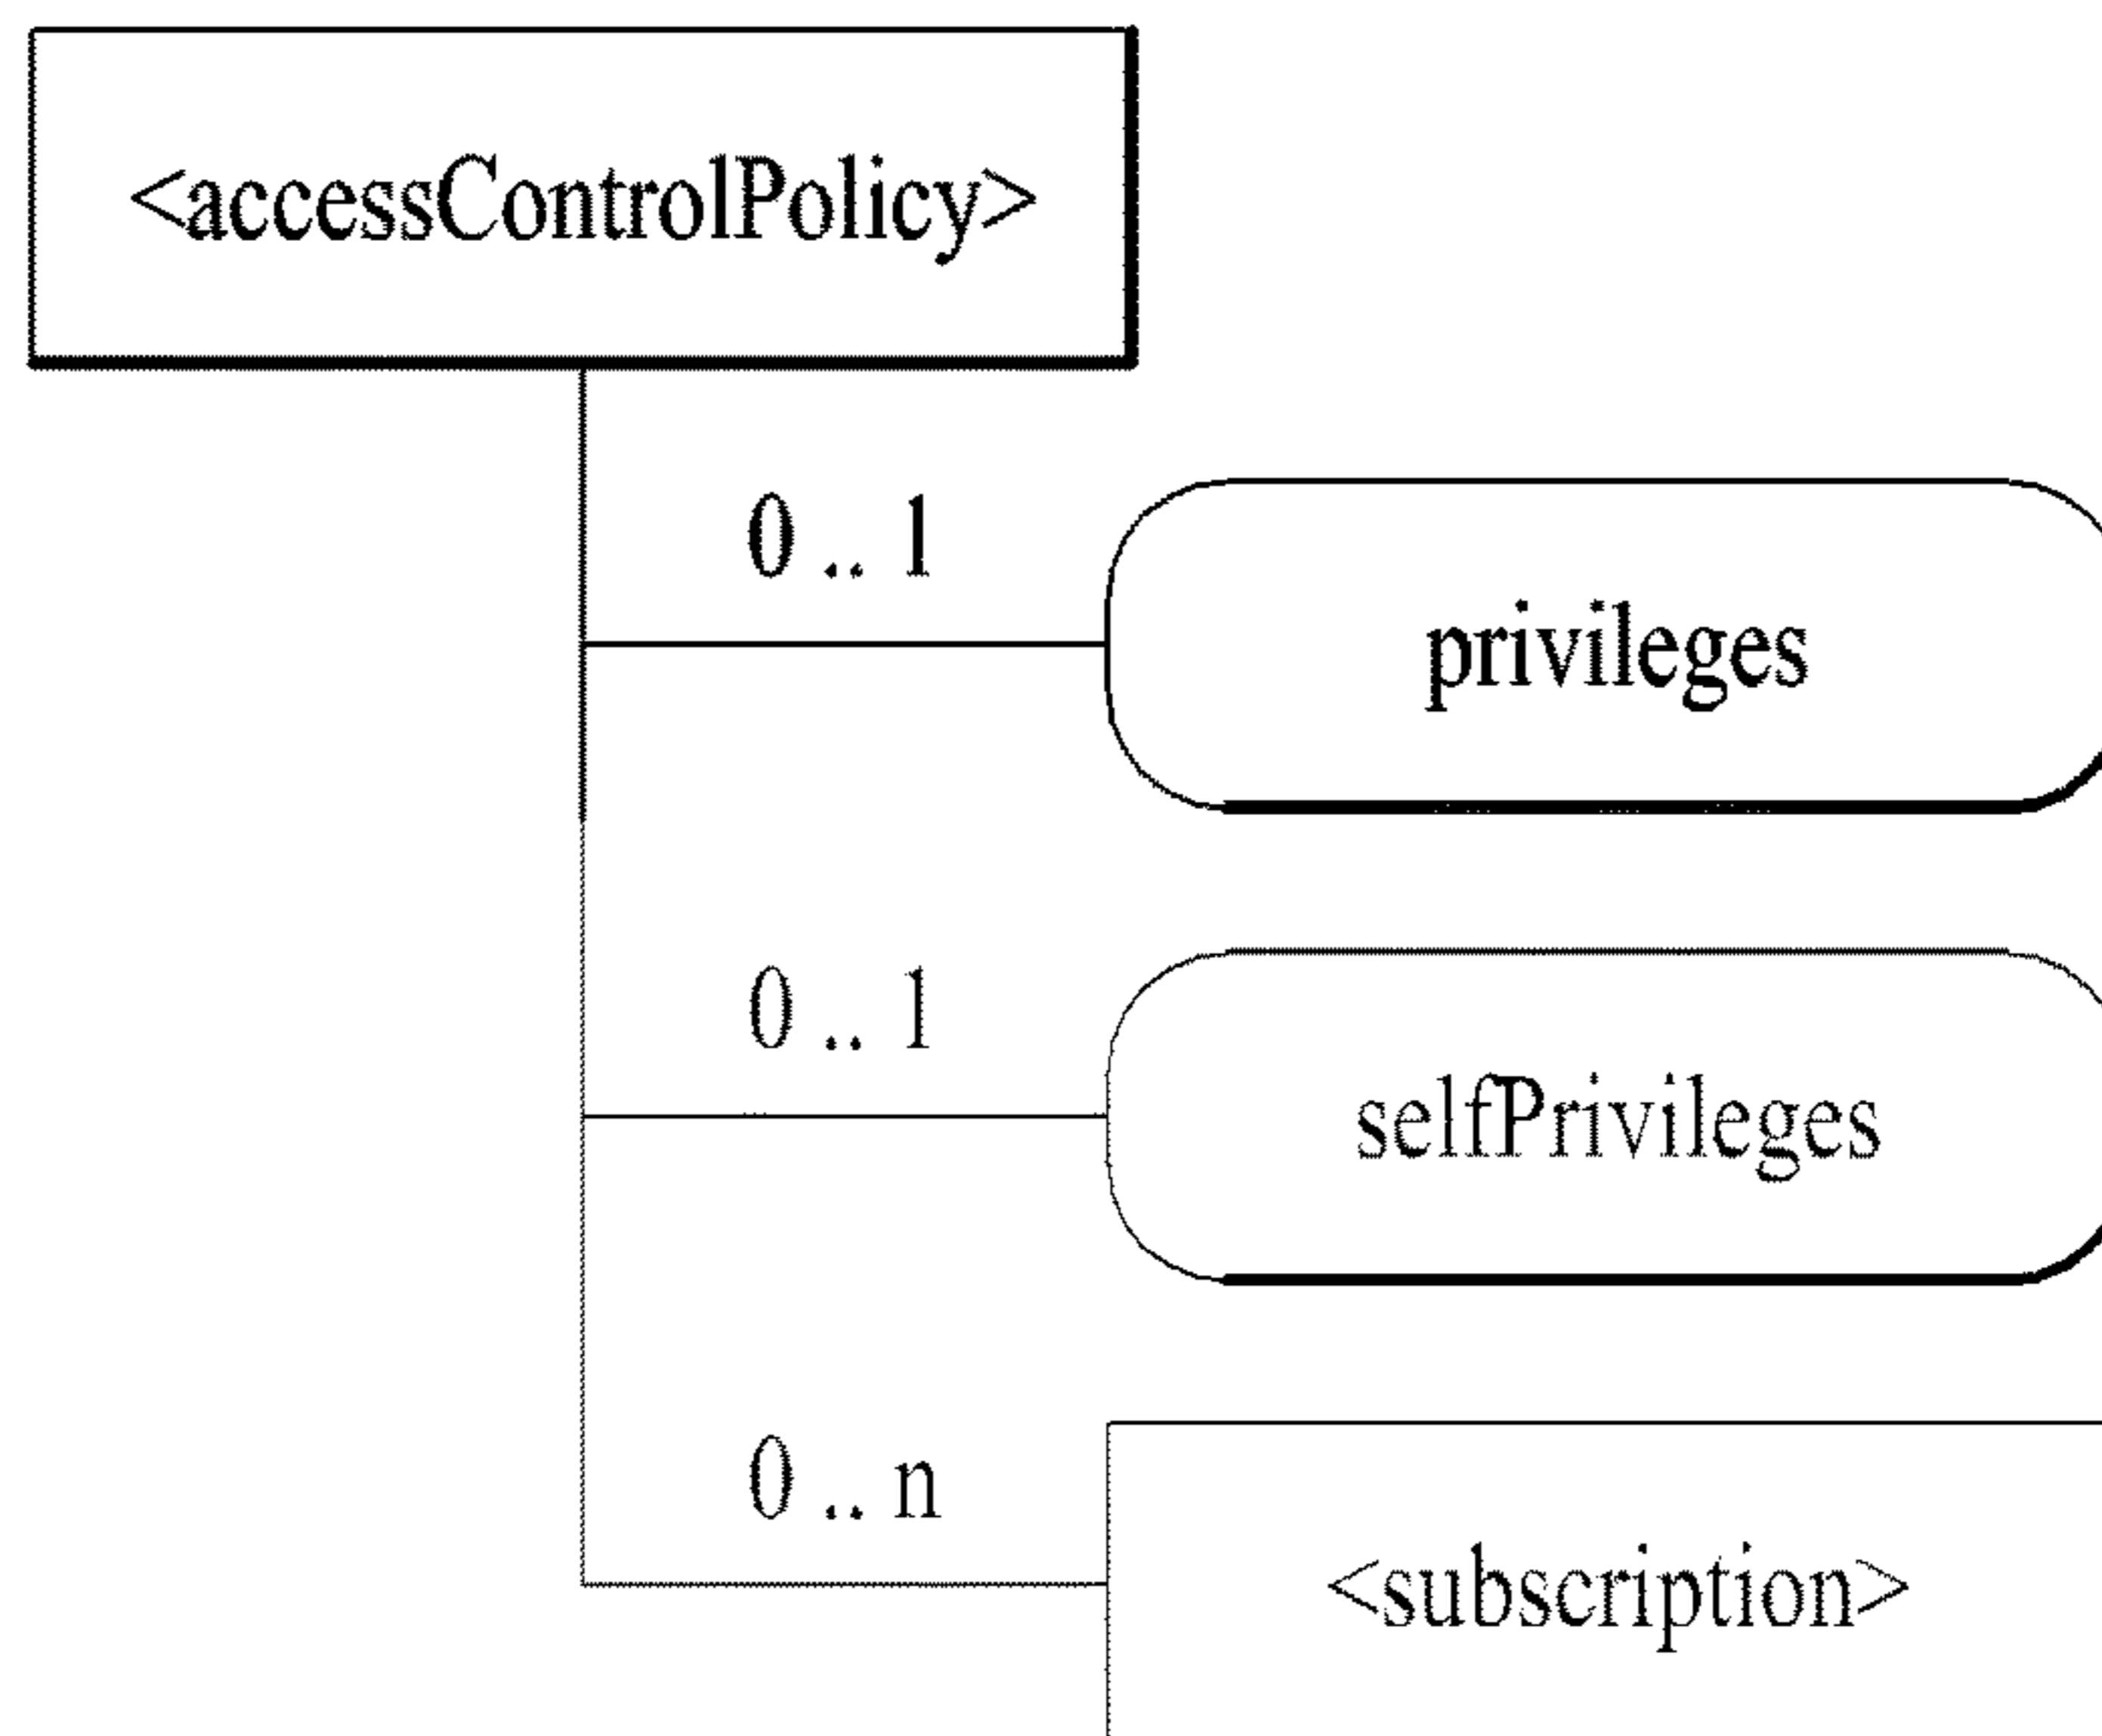 <accessControlPolicy>
0 .. 1
privileges
0 .. 1
selfPrivileges
0 .. n
<subscription>